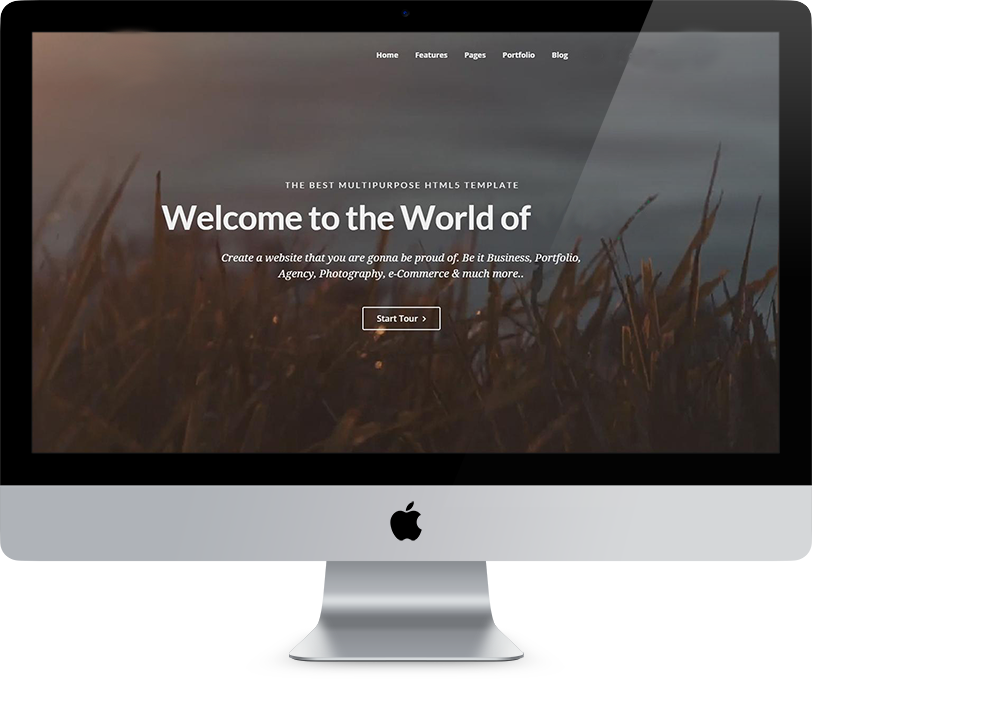 Home Features Pages Portfolio Blog
THE BEST MULTIPURPOSE HTML5 TEMPLATE
Welcome to the World of
Create a website that you are gonna be proud of. Be it Business, Portfolio,
Agency, Photography, e-Commerce & much more..
Start Tour ›